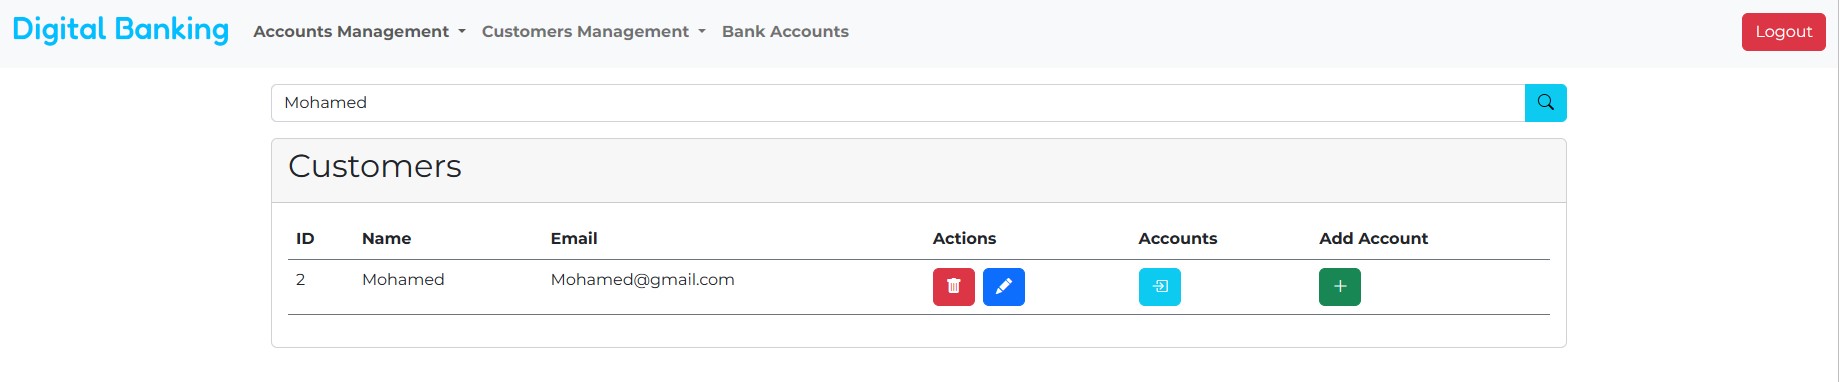 Digital Banking Accounts Management Customers Management Bank Accounts Logout
Mohamed
Customers
ID Name Email Actions Accounts Add Account
2 Mohamed Mohamed@gmail.com